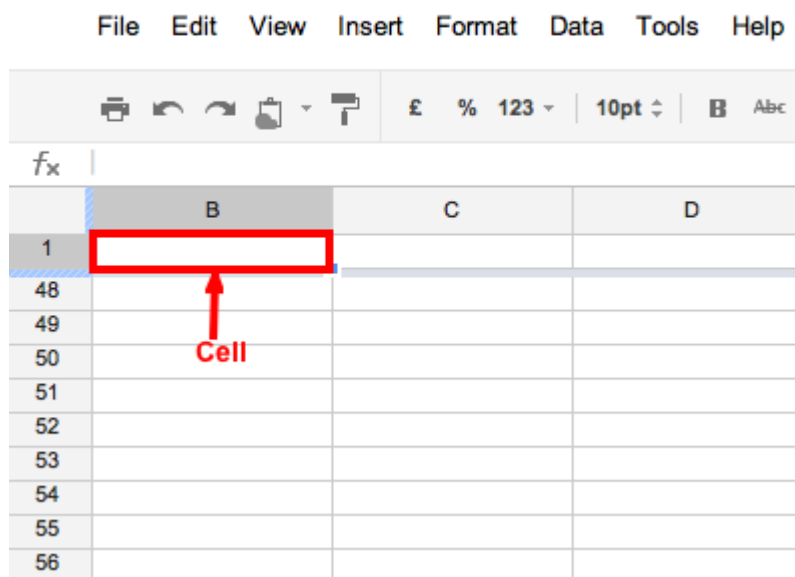 File Edit View Insert Format Data Tools Help
£ % 123 10pt B Abc
fx
B C D
1
48
49
50
Cell
51
52
53
54
55
56